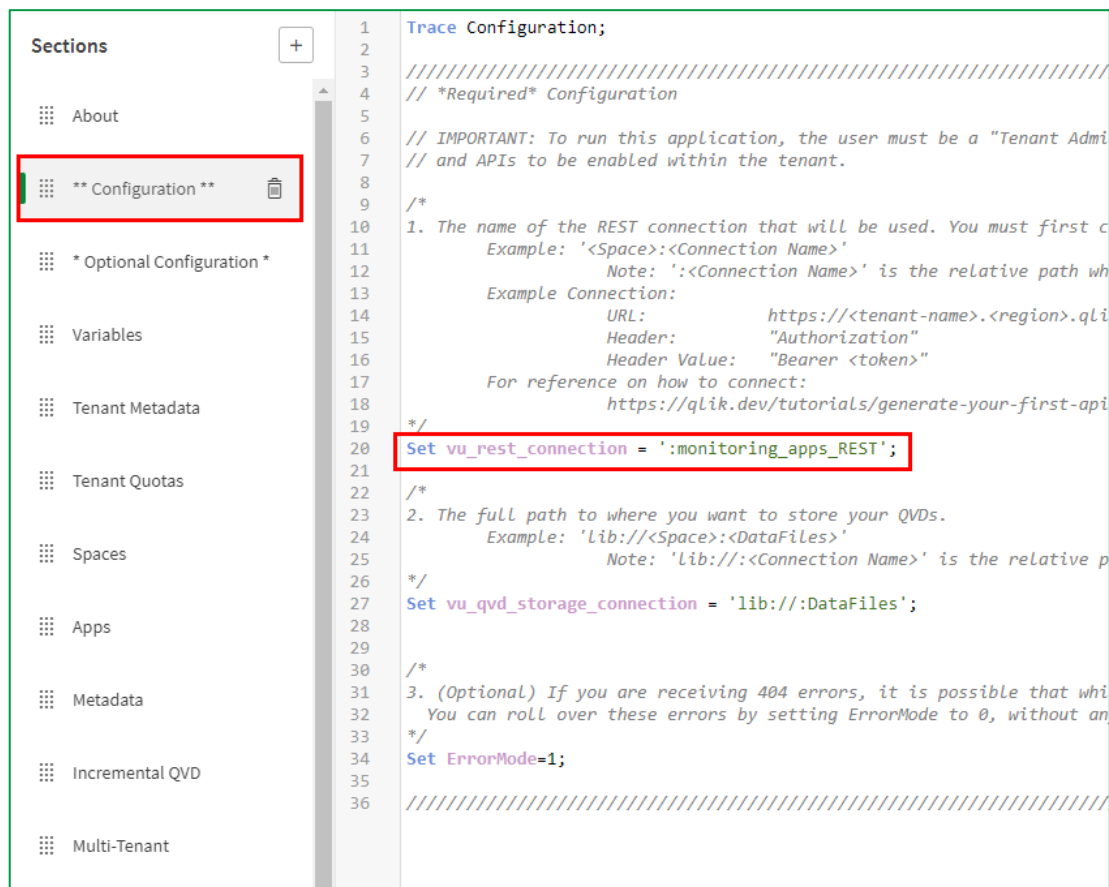 Sections
+
About
** Configuration **
* Optional Configuration *
Variables
Tenant Metadata
Tenant Quotas
Spaces
Apps
Metadata
Incremental QVD
Multi-Tenant
1 Trace Configuration;
2
3 //////////////////////////////////////////////////////////////////////
4 // *Required* Configuration
5
6 // IMPORTANT: To run this application, the user must be a "Tenant Admi
7 // and APIs to be enabled within the tenant.
8
9 /*
10 1. The name of the REST connection that will be used. You must first c
11 Example: '<Space>:<Connection Name>'
12 Note: ':<Connection Name>' is the relative path wh
13 Example Connection:
14 URL: https://<tenant-name>.<region>.qli
15 Header: "Authorization"
16 Header Value: "Bearer <token>"
17 For reference on how to connect:
18 https://qlik.dev/tutorials/generate-your-first-api
19 */
20 Set vu_rest_connection = ':monitoring_apps_REST';
21
22 /*
23 2. The full path to where you want to store your QVDs.
24 Example: 'lib://<Space>:<DataFiles>'
25 Note: 'lib://:<Connection Name>' is the relative p
26 */
27 Set vu_qvd_storage_connection = 'lib://:DataFiles';
28
29
30 /*
31 3. (Optional) If you are receiving 404 errors, it is possible that whi
32 You can roll over these errors by setting ErrorMode to 0, without an
33 */
34 Set ErrorMode=1;
35
36 //////////////////////////////////////////////////////////////////////